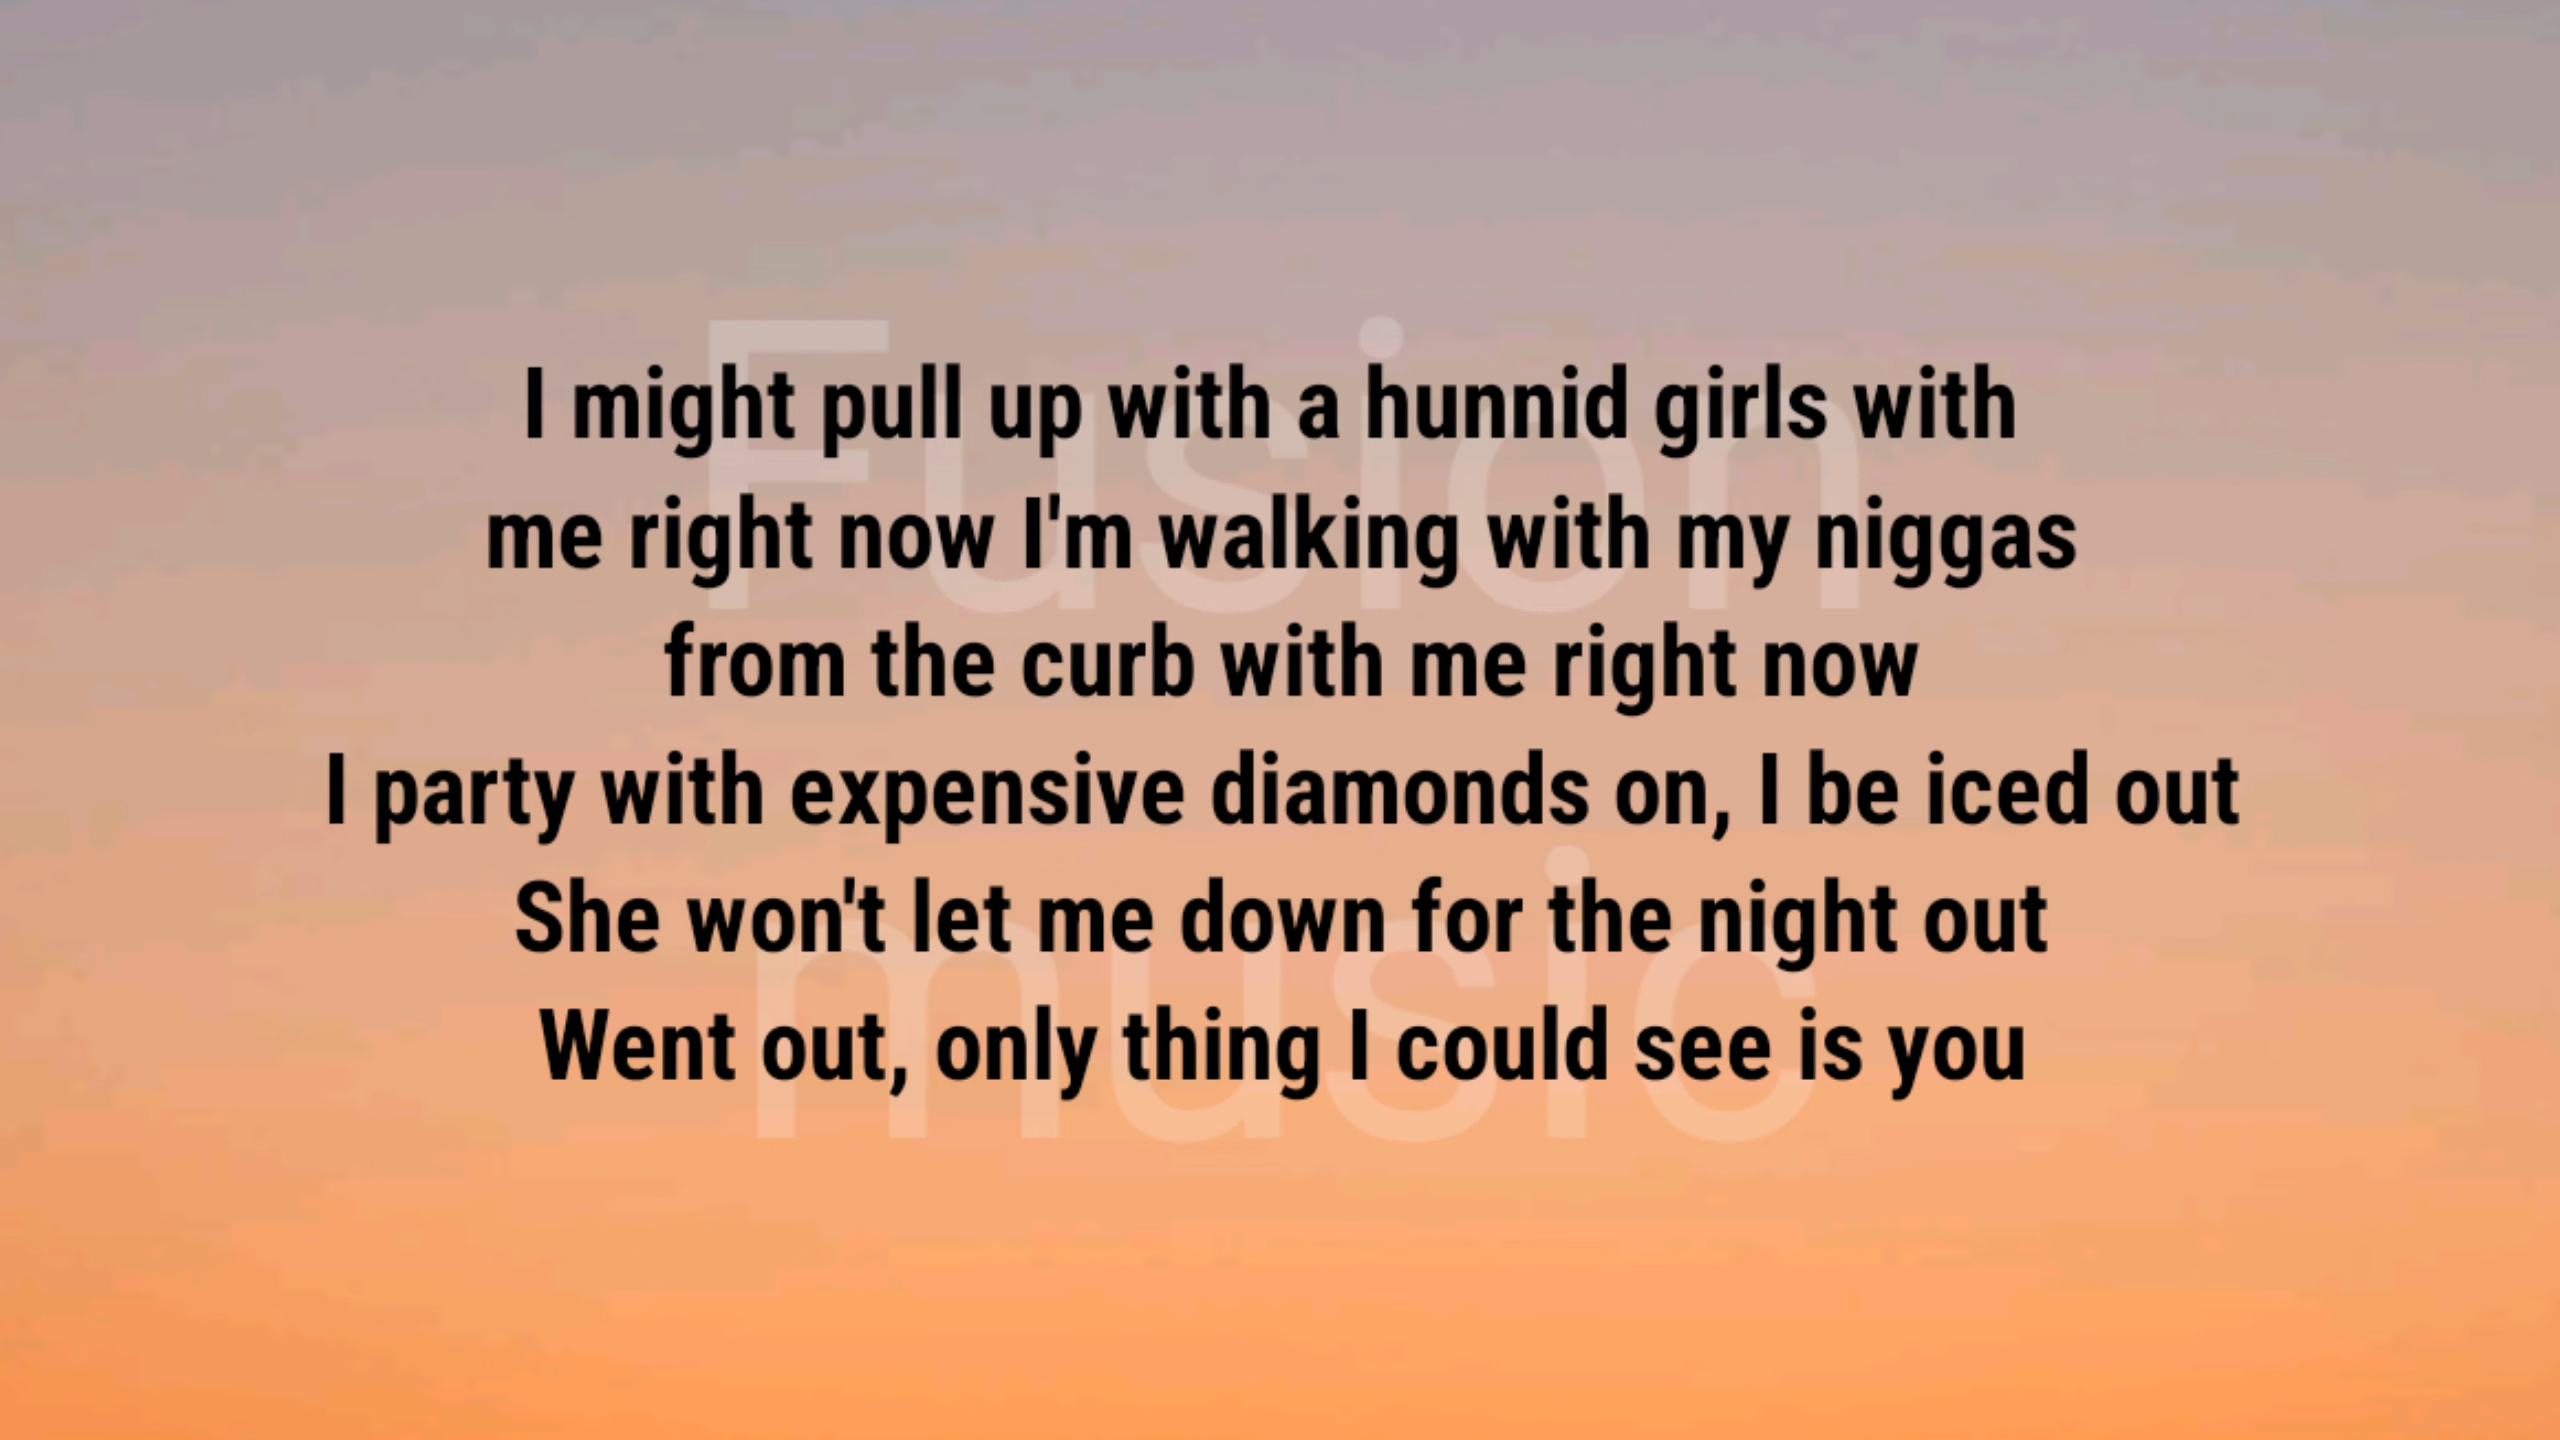 I might pull up with a hunnid girls with
me right now I'm walking with my niggas
from the curb with me right now
I party with expensive diamonds on, I be iced out
She won't let me down for the night out
Went out, only thing I could see is you
Fusion
music